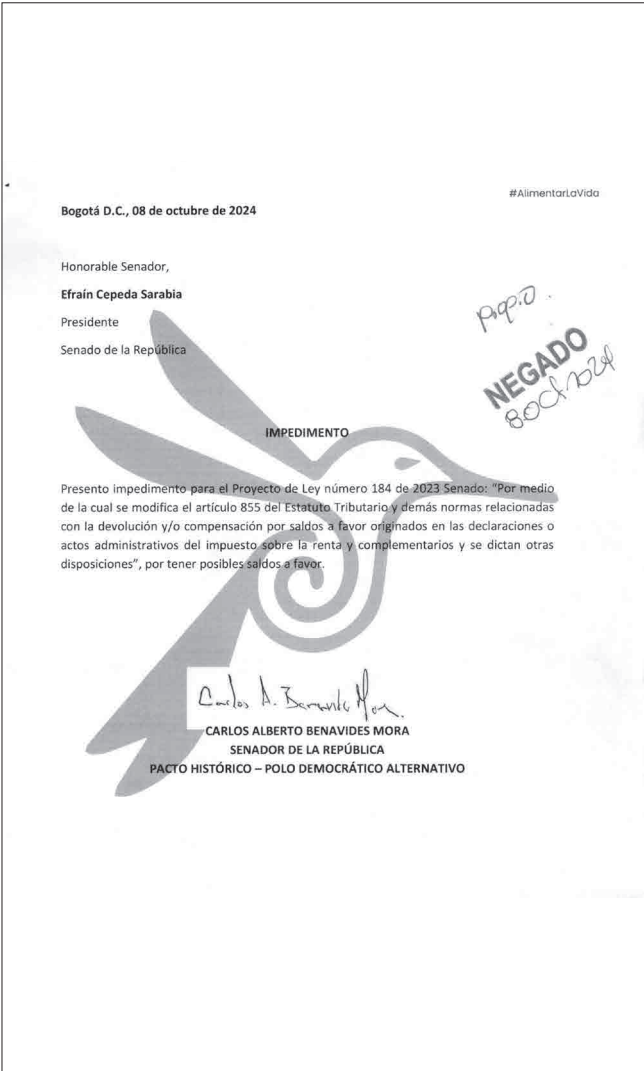 #AlimentarLaVida
Bogotá D.C., 08 de octubre de 2024
Honorable Senador,
Efraín Cepeda Sarabia
Presidente
Senado de la República
NEGADO
8 Oct 2024
IMPEDIMENTO
Presento impedimento para el Proyecto de Ley número 184 de 2023 Senado: “Por medio
de la cual se modifica el artículo 855 del Estatuto Tributario y demás normas relacionadas
con la devolución y/o compensación por saldos a favor originados en las declaraciones o
actos administrativos del impuesto sobre la renta y complementarios y se dictan otras
disposiciones”, por tener posibles saldos a favor.
Carlos A. Benavides Mora
CARLOS ALBERTO BENAVIDES MORA
SENADOR DE LA REPÚBLICA
PACTO HISTÓRICO – POLO DEMOCRÁTICO ALTERNATIVO